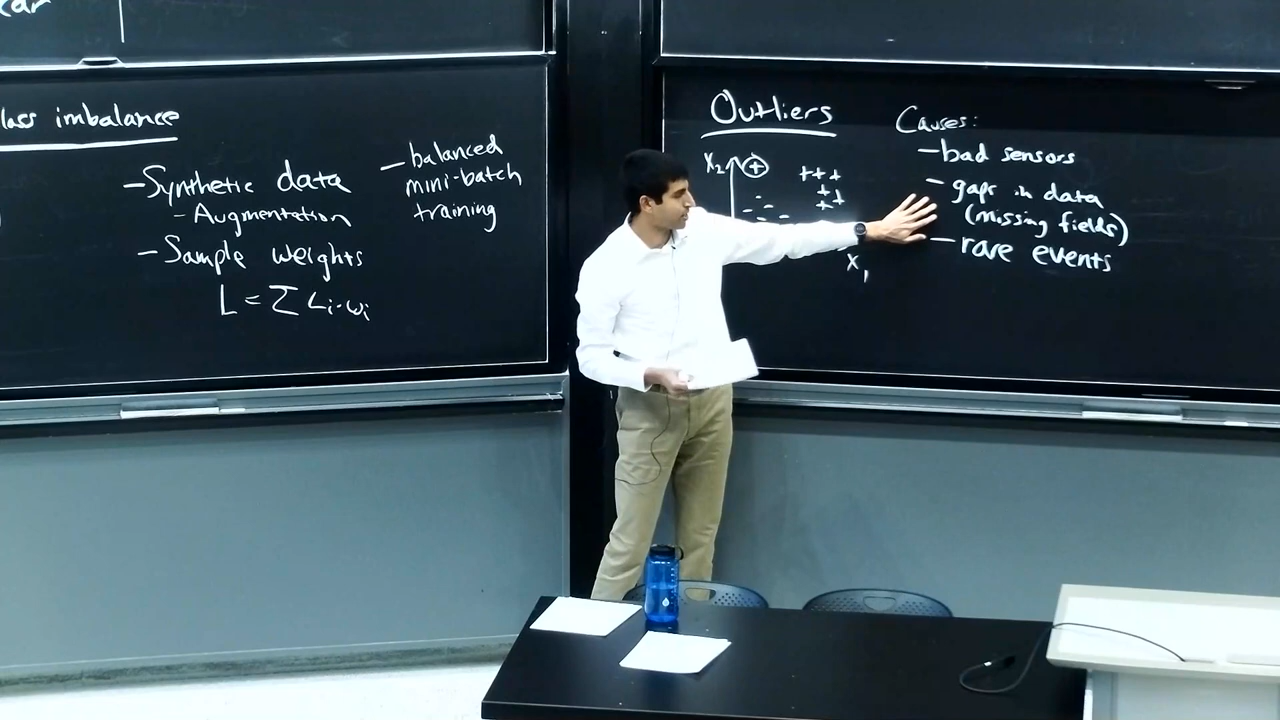 car
lass imbalance
- Synthetic data
- Augmentation
- Sample weights
L = Σ Li·wi
- balanced
mini-batch
training
Outliers
x₂ (+) +++
-- ++
--- ++
x₁
Causes:
- bad sensors
- gaps in data
(missing fields)
- rare events